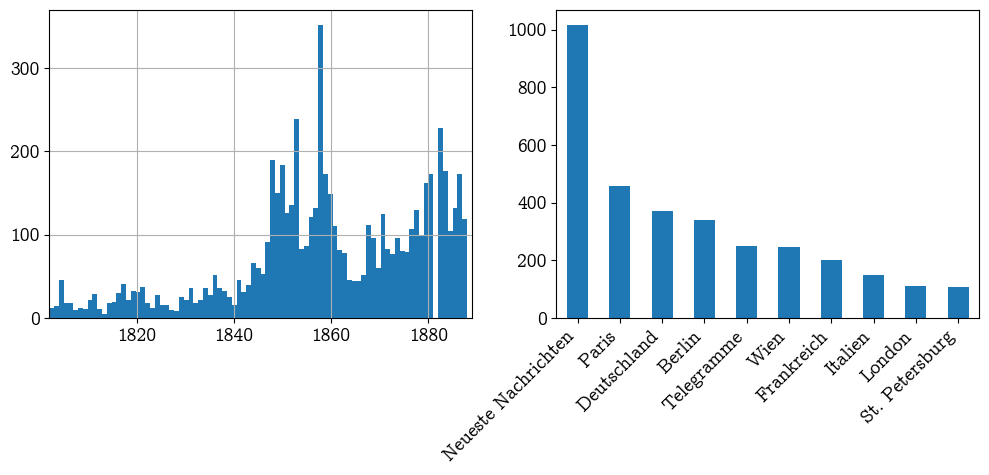 300
200
100
0
1820 1840 1860 1880
1000
800
600
400
200
0
Neueste Nachrichten
Paris
Deutschland
Berlin
Telegramme
Wien
Frankreich
Italien
London
St. Petersburg